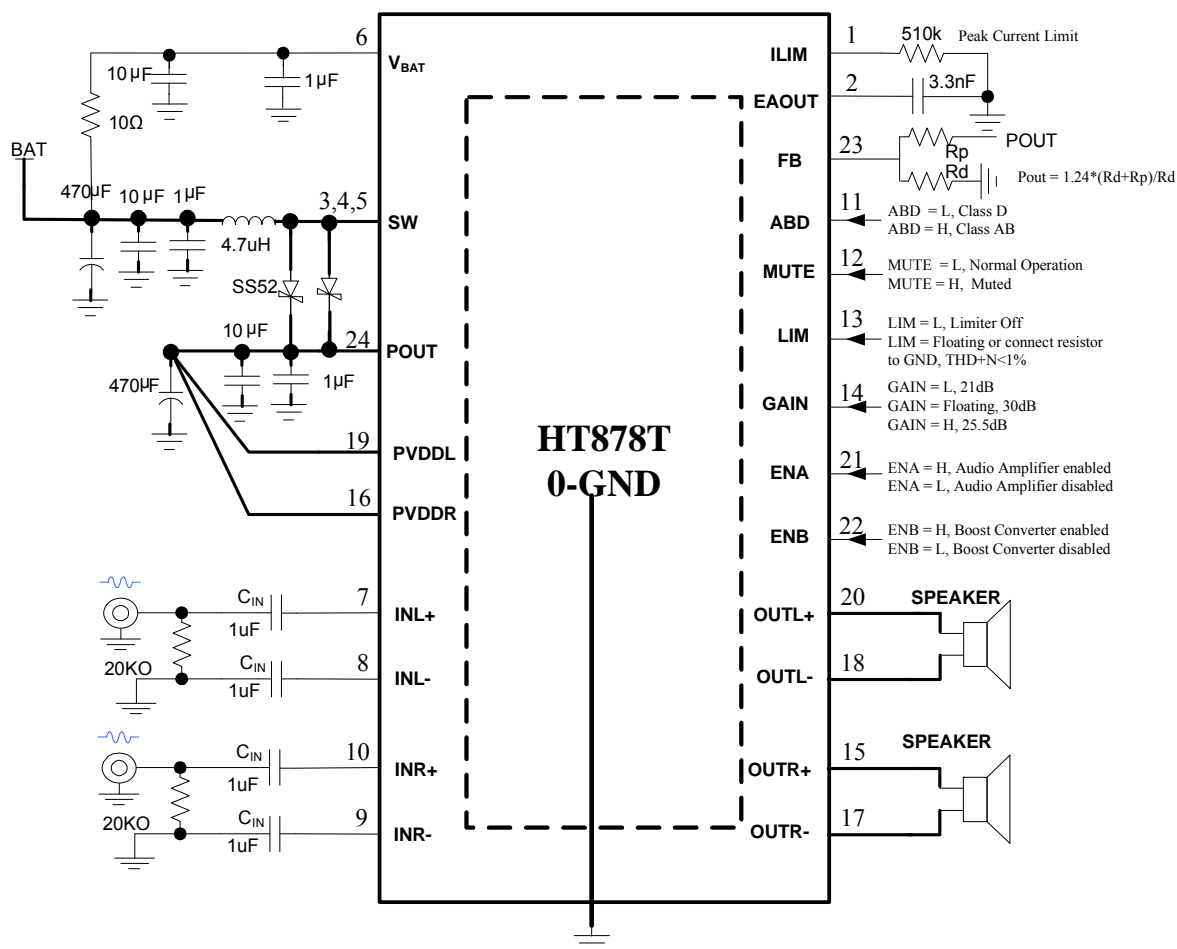 6
10µF
1µF
10Ω
BAT
470µF
10µF
1µF
4.7uH
3,4,5
SS52
10µF
24
470µF
1µF
19
16
C_IN
1uF
7
20KO
C_IN
1uF
8
C_IN
1uF
10
20KO
C_IN
1uF
9
V_BAT
SW
POUT
PVDDL
PVDDR
INL+
INL-
INR+
INR-
HT878T
0-GND
ILIM
EAOUT
FB
ABD
MUTE
LIM
GAIN
ENA
ENB
OUTL+
OUTL-
OUTR+
OUTR-
1
510k
Peak Current Limit
2
3.3nF
23
Rp
POUT
Rd
Pout = 1.24*(Rd+Rp)/Rd
11
ABD = L, Class D
ABD = H, Class AB
12
MUTE = L, Normal Operation
MUTE = H, Muted
13
LIM = L, Limiter Off
LIM = Floating or connect resistor
to GND, THD+N<1%
14
GAIN = L, 21dB
GAIN = Floating, 30dB
GAIN = H, 25.5dB
21
ENA = H, Audio Amplifier enabled
ENA = L, Audio Amplifier disabled
22
ENB = H, Boost Converter enabled
ENB = L, Boost Converter disabled
20
SPEAKER
18
15
SPEAKER
17